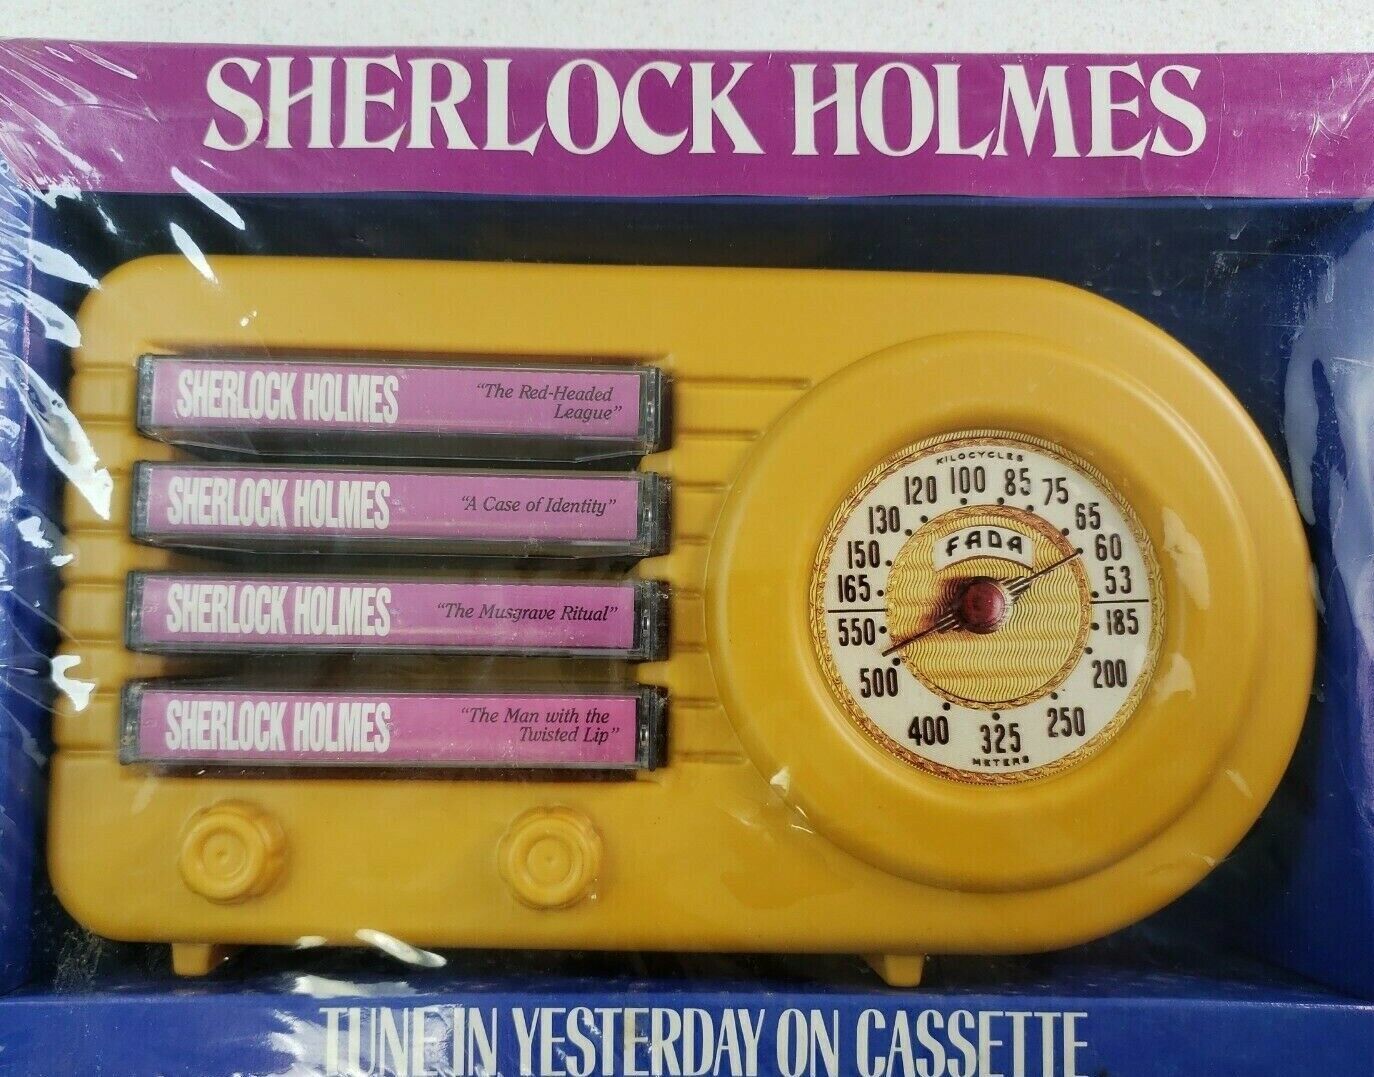 SHERLOCK HOLMES
SHERLOCK HOLMES
"The Red-Headed
League"
SHERLOCK HOLMES
"A Case of Identity"
SHERLOCK HOLMES
"The Musgrave Ritual"
SHERLOCK HOLMES
"The Man with the
Twisted Lip"
KILOCYCLES
165 150 130 120 100 85 75 65 60 53
FADA
550 500 400 325 250 200 185
METERS
TUNE IN YESTERDAY ON CASSETTE